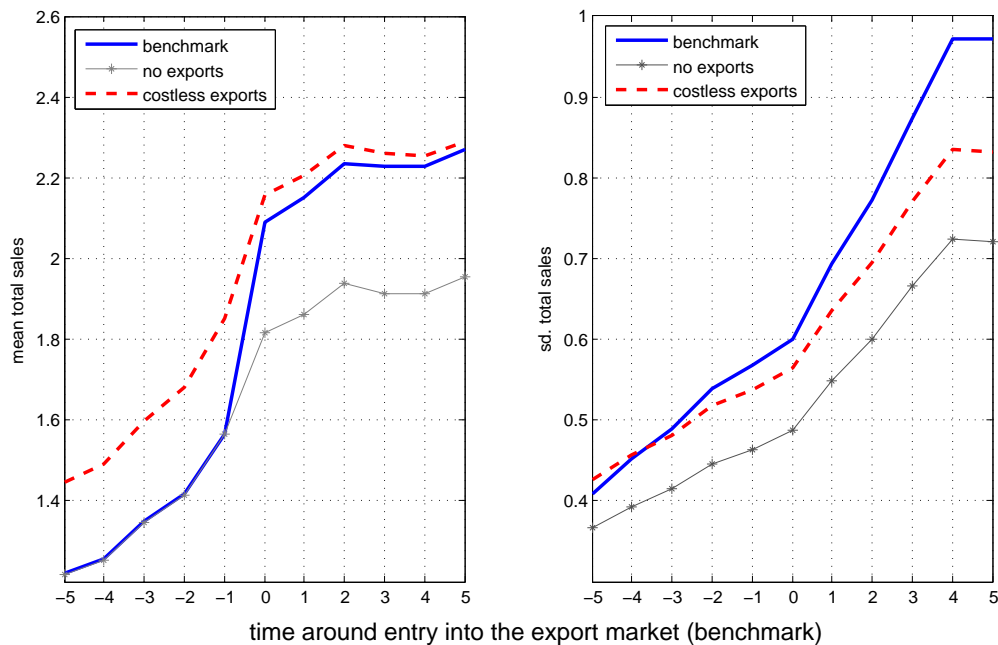 2.6
2.4
2.2
2
1.8
1.6
1.4
mean total sales
benchmark
no exports
costless exports
−5 −4 −3 −2 −1 0 1 2 3 4 5
1
0.9
0.8
0.7
0.6
0.5
0.4
sd. total sales
benchmark
no exports
costless exports
−5 −4 −3 −2 −1 0 1 2 3 4 5
time around entry into the export market (benchmark)